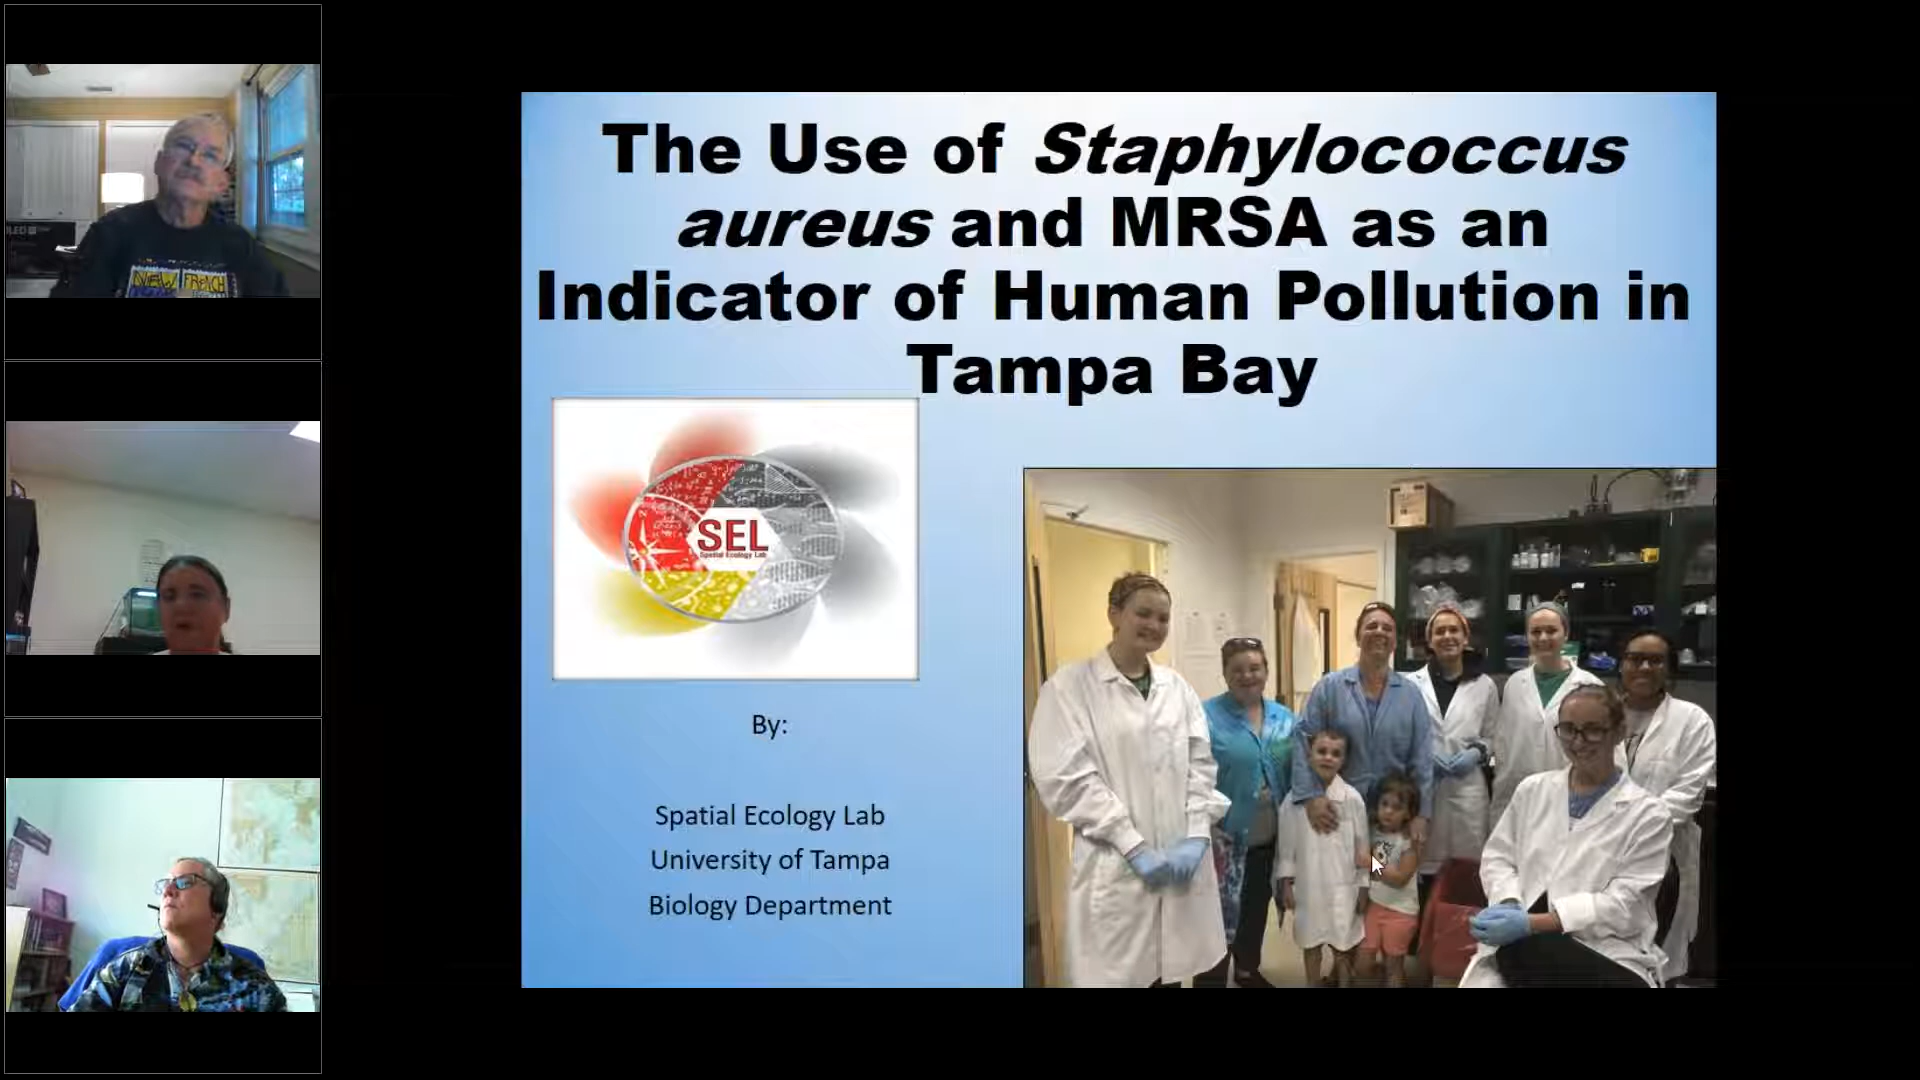 The Use of Staphylococcus
aureus and MRSA as an
Indicator of Human Pollution in
Tampa Bay
SEL
Spatial Ecology Lab
By:
Spatial Ecology Lab
University of Tampa
Biology Department